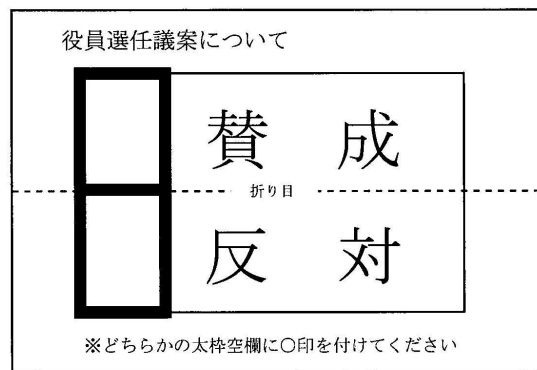 役員選任議案について
賛 成
折り目
反 対
※どちらかの太枠空欄に〇印を付けてください